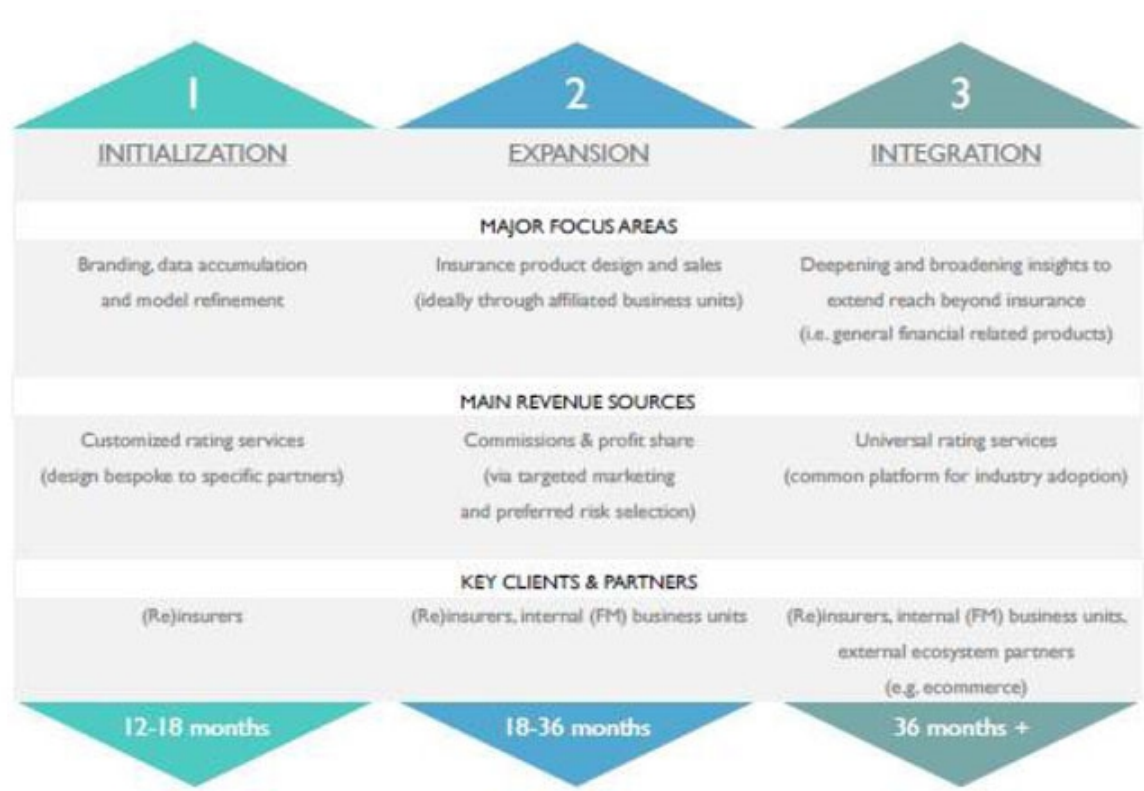 1
2
3
INITIALIZATION
EXPANSION
INTEGRATION
MAJOR FOCUS AREAS
Branding, data accumulation
and model refinement
Insurance product design and sales
(ideally through affiliated business units)
Deepening and broadening insights to
extend reach beyond insurance
(i.e. general financial related products)
MAIN REVENUE SOURCES
Customized rating services
(design bespoke to specific partners)
Commissions & profit share
(via targeted marketing
and preferred risk selection)
Universal rating services
(common platform for industry adoption)
KEY CLIENTS & PARTNERS
(Re)insurers
(Re)insurers, internal (FM) business units
(Re)insurers, internal (FM) business units,
external ecosystem partners
(e.g. ecommerce)
12-18 months
18-36 months
36 months +